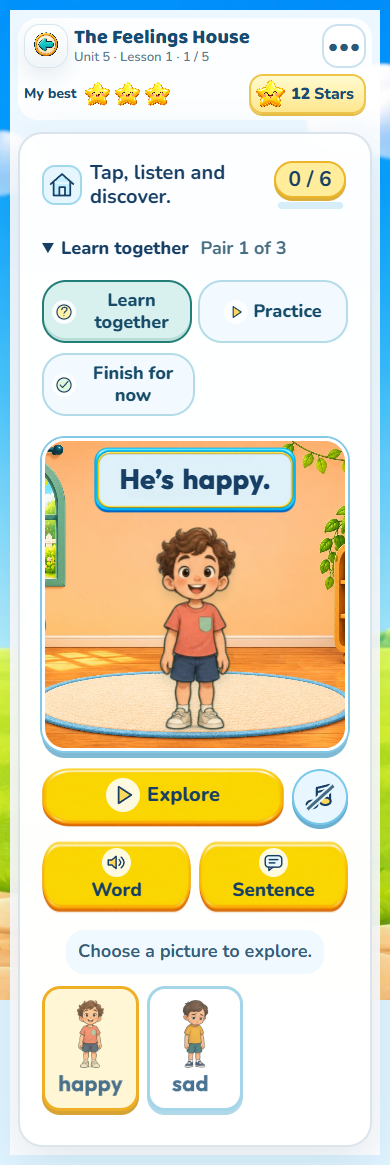 The Feelings House
Unit 5 · Lesson 1 · 1 / 5
My best
12 Stars
Tap, listen and
discover.
0 / 6
▼ Learn together Pair 1 of 3
Learn
together
Practice
Finish for
now
He’s happy.
Explore
Word
Sentence
Choose a picture to explore.
happy
sad